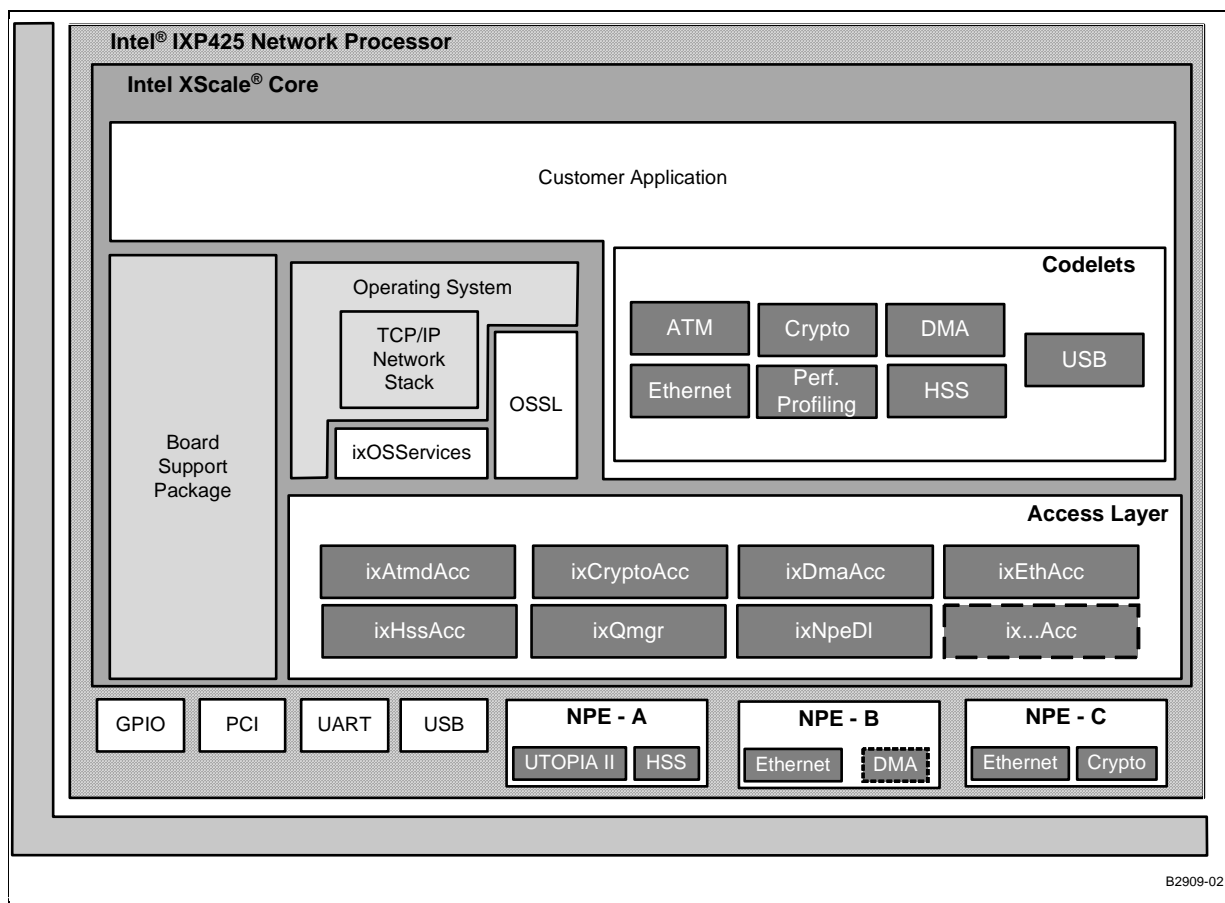 Intel® IXP425 Network Processor
Intel XScale® Core
Customer Application
Codelets
ATM
Crypto
DMA
USB
Ethernet
Perf.
Profiling
HSS
Operating System
TCP/IP
Network
Stack
OSSL
ixOSServices
Board
Support
Package
Access Layer
ixAtmdAcc
ixCryptoAcc
ixDmaAcc
ixEthAcc
ixHssAcc
ixQmgr
ixNpeDl
ix...Acc
GPIO
PCI
UART
USB
NPE - A
UTOPIA II
HSS
NPE - B
Ethernet
DMA
NPE - C
Ethernet
Crypto
B2909-02